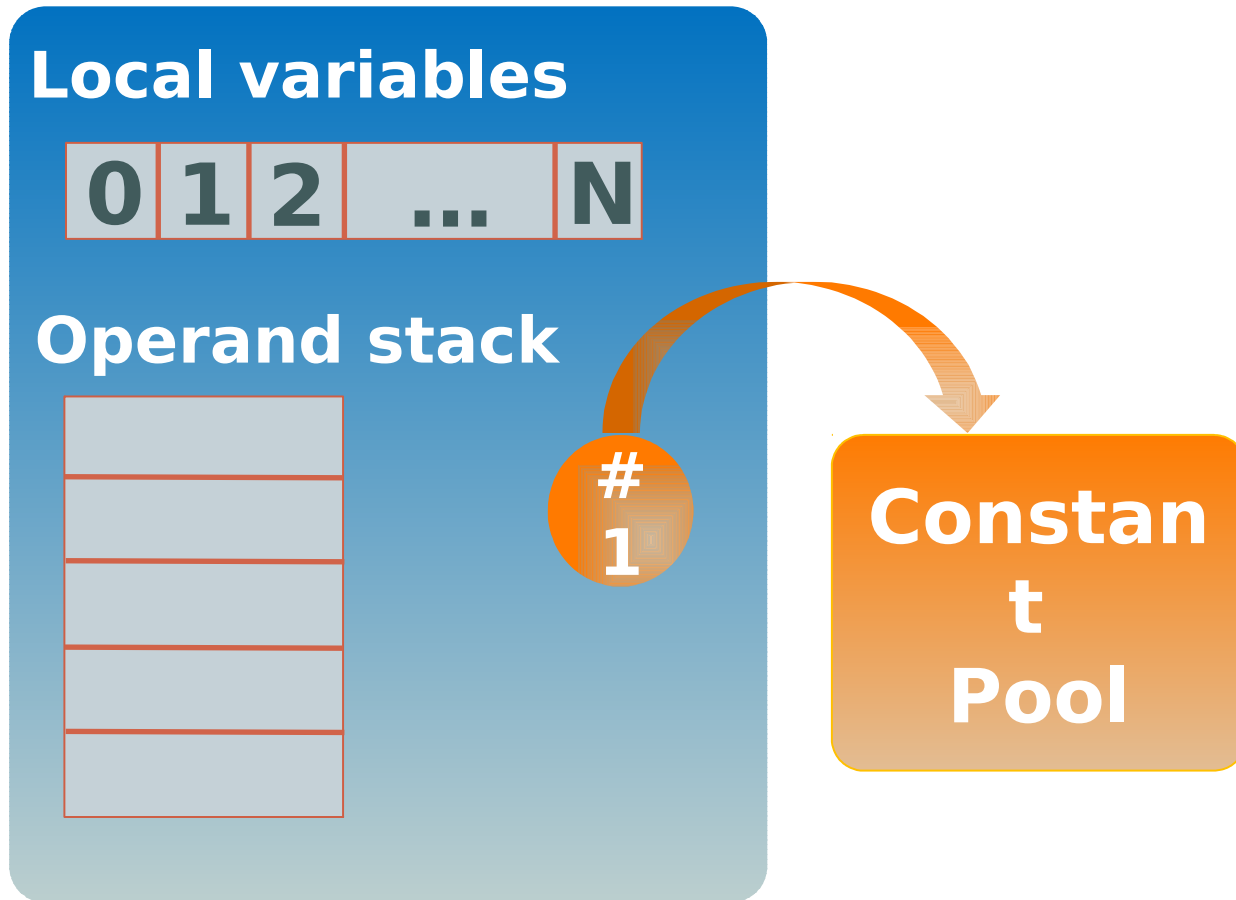 Local variables
0 1 2 ... N
Operand stack
#
1
Constan
t
Pool